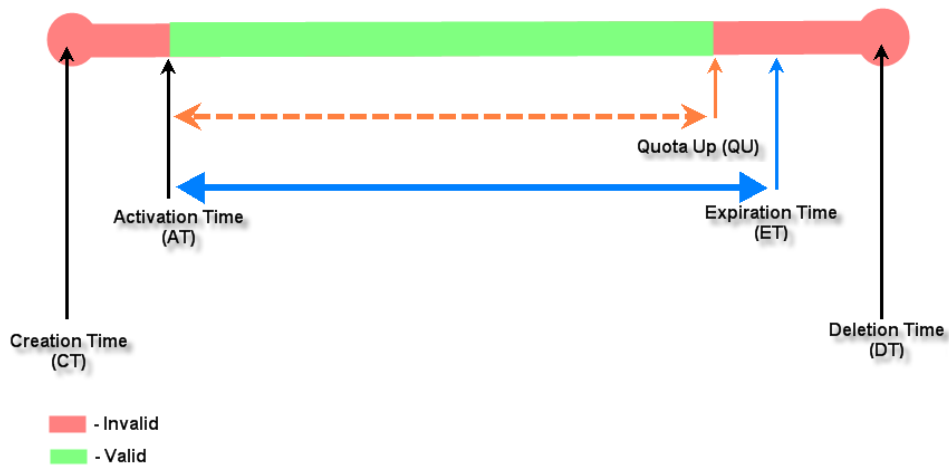 Quota Up (QU)
Activation Time
(AT)
Expiration Time
(ET)
Creation Time
(CT)
Deletion Time
(DT)
- Invalid
- Valid